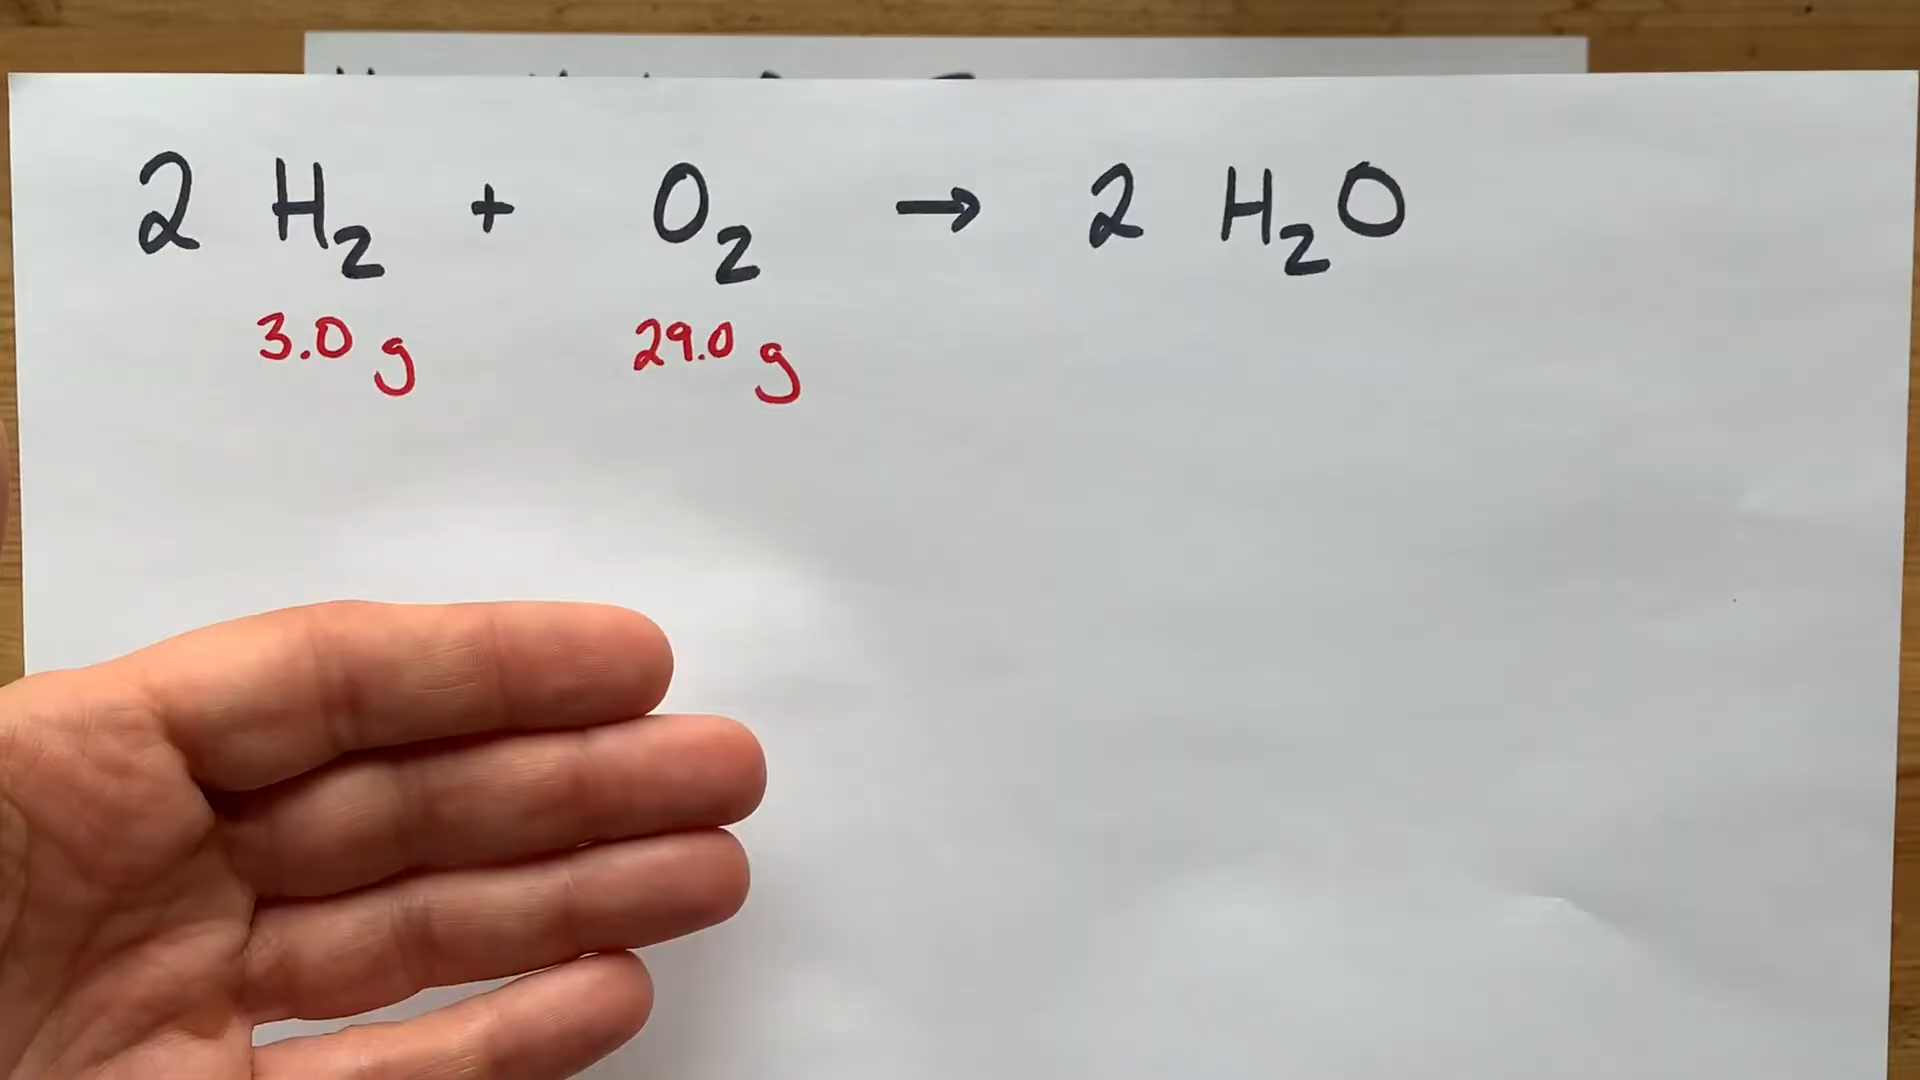 2 H₂ + O₂ → 2 H₂O
3.0 g 29.0 g